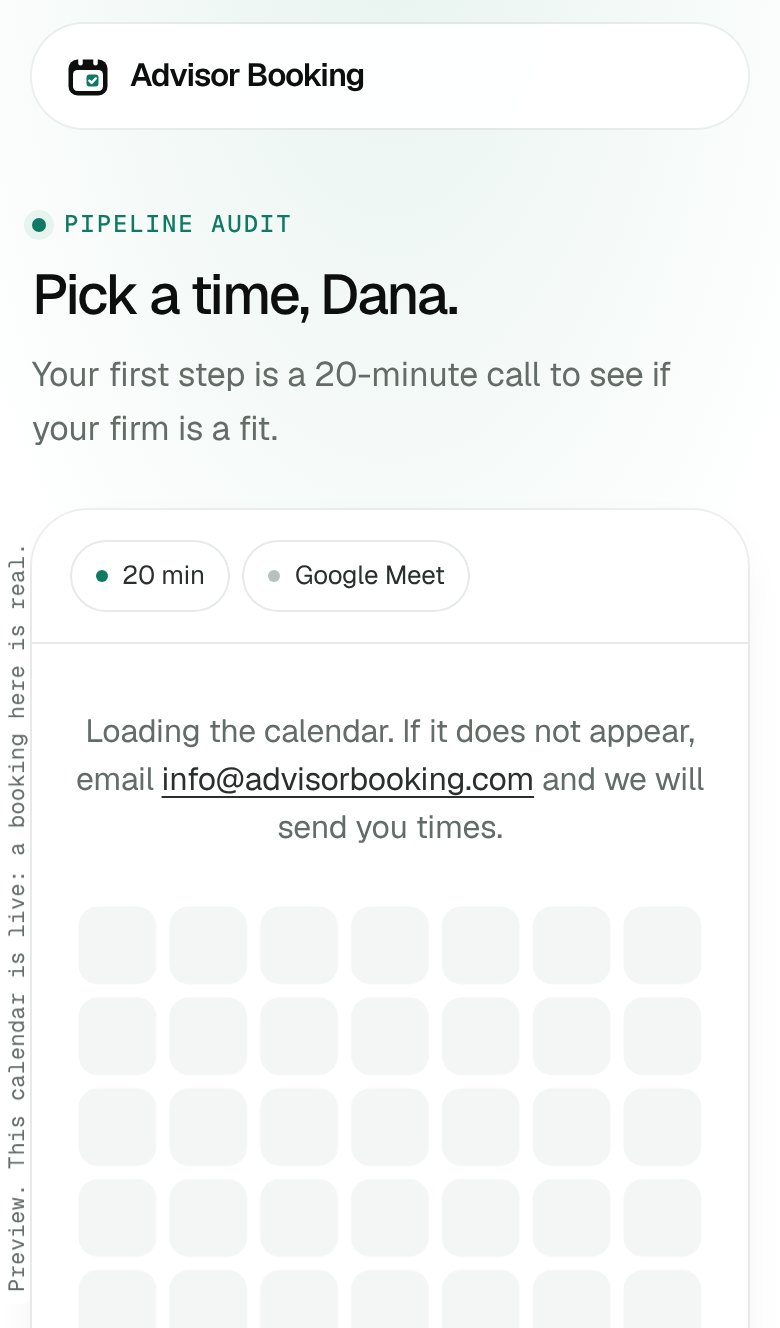 Advisor Booking
PIPELINE AUDIT
Pick a time, Dana.
Your first step is a 20-minute call to see if
your firm is a fit.
20 min
Google Meet
Loading the calendar. If it does not appear,
email info@advisorbooking.com and we will
send you times.
Preview. This calendar is live: a booking here is real.